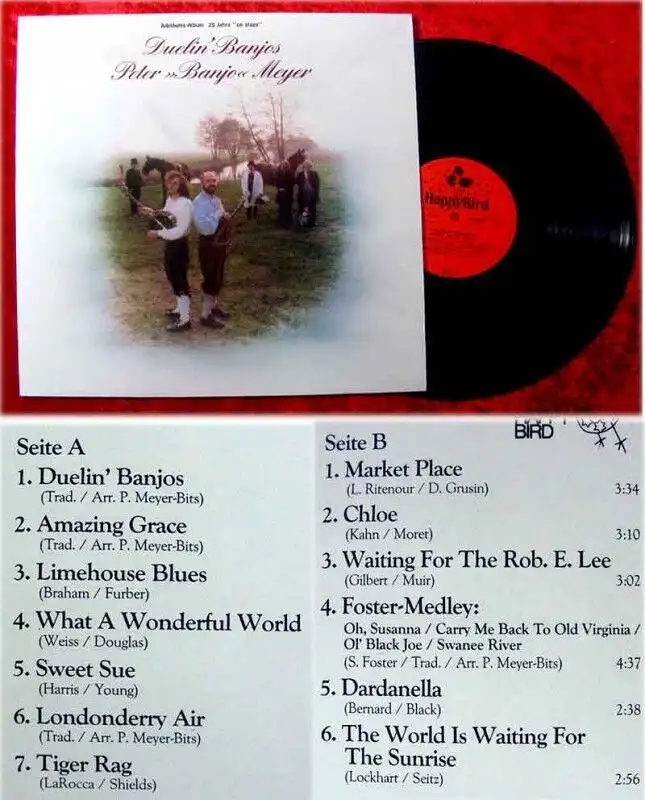 Jubiläums-Album 25 Jahre "on stage"
Duelin' Banjos
Peter »Banjo« Meyer
HappyBird
Seite A
1. Duelin' Banjos
(Trad. / Arr. P. Meyer-Bits)
2. Amazing Grace
(Trad. / Arr. P. Meyer-Bits)
3. Limehouse Blues
(Braham / Furber)
4. What A Wonderful World
(Weiss / Douglas)
5. Sweet Sue
(Harris / Young)
6. Londonderry Air
(Trad. / Arr. P. Meyer-Bits)
7. Tiger Rag
(LaRocca / Shields)
BIRD
Seite B
1. Market Place
(L. Ritenour / D. Grusin) 3:34
2. Chloe
(Kahn / Moret) 3:10
3. Waiting For The Rob. E. Lee
(Gilbert / Muir) 3:02
4. Foster-Medley:
Oh, Susanna / Carry Me Back To Old Virginia /
Ol' Black Joe / Swanee River
(S. Foster / Trad. / Arr. P. Meyer-Bits) 4:37
5. Dardanella
(Bernard / Black) 2:38
6. The World Is Waiting For
The Sunrise
(Lockhart / Seitz) 2:56